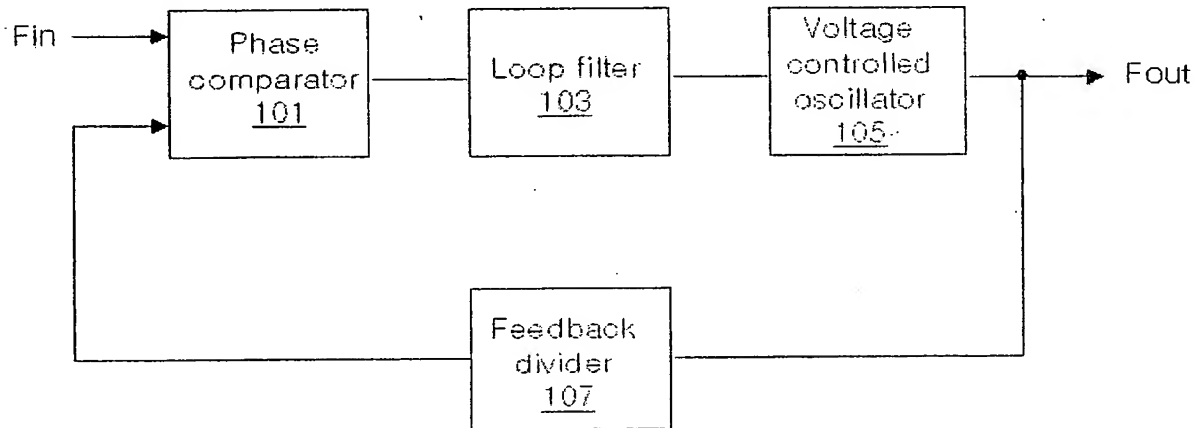 Fin
Phase
comparator
101
Loop filter
103
Voltage
controlled
oscillator
105
Fout
Feedback
divider
107